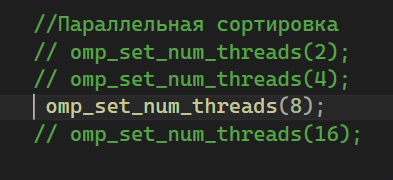 //Параллельная сортировка
// omp_set_num_threads(2);
// omp_set_num_threads(4);
omp_set_num_threads(8);
// omp_set_num_threads(16);